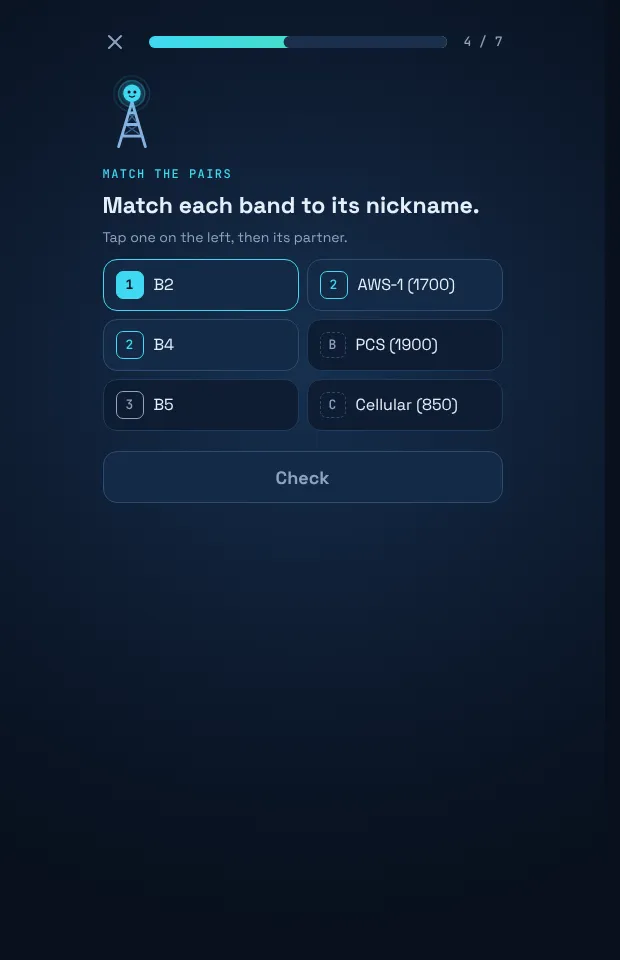 4 / 7
MATCH THE PAIRS
Match each band to its nickname.
Tap one on the left, then its partner.
1 B2
2 AWS-1 (1700)
2 B4
B PCS (1900)
3 B5
C Cellular (850)
Check